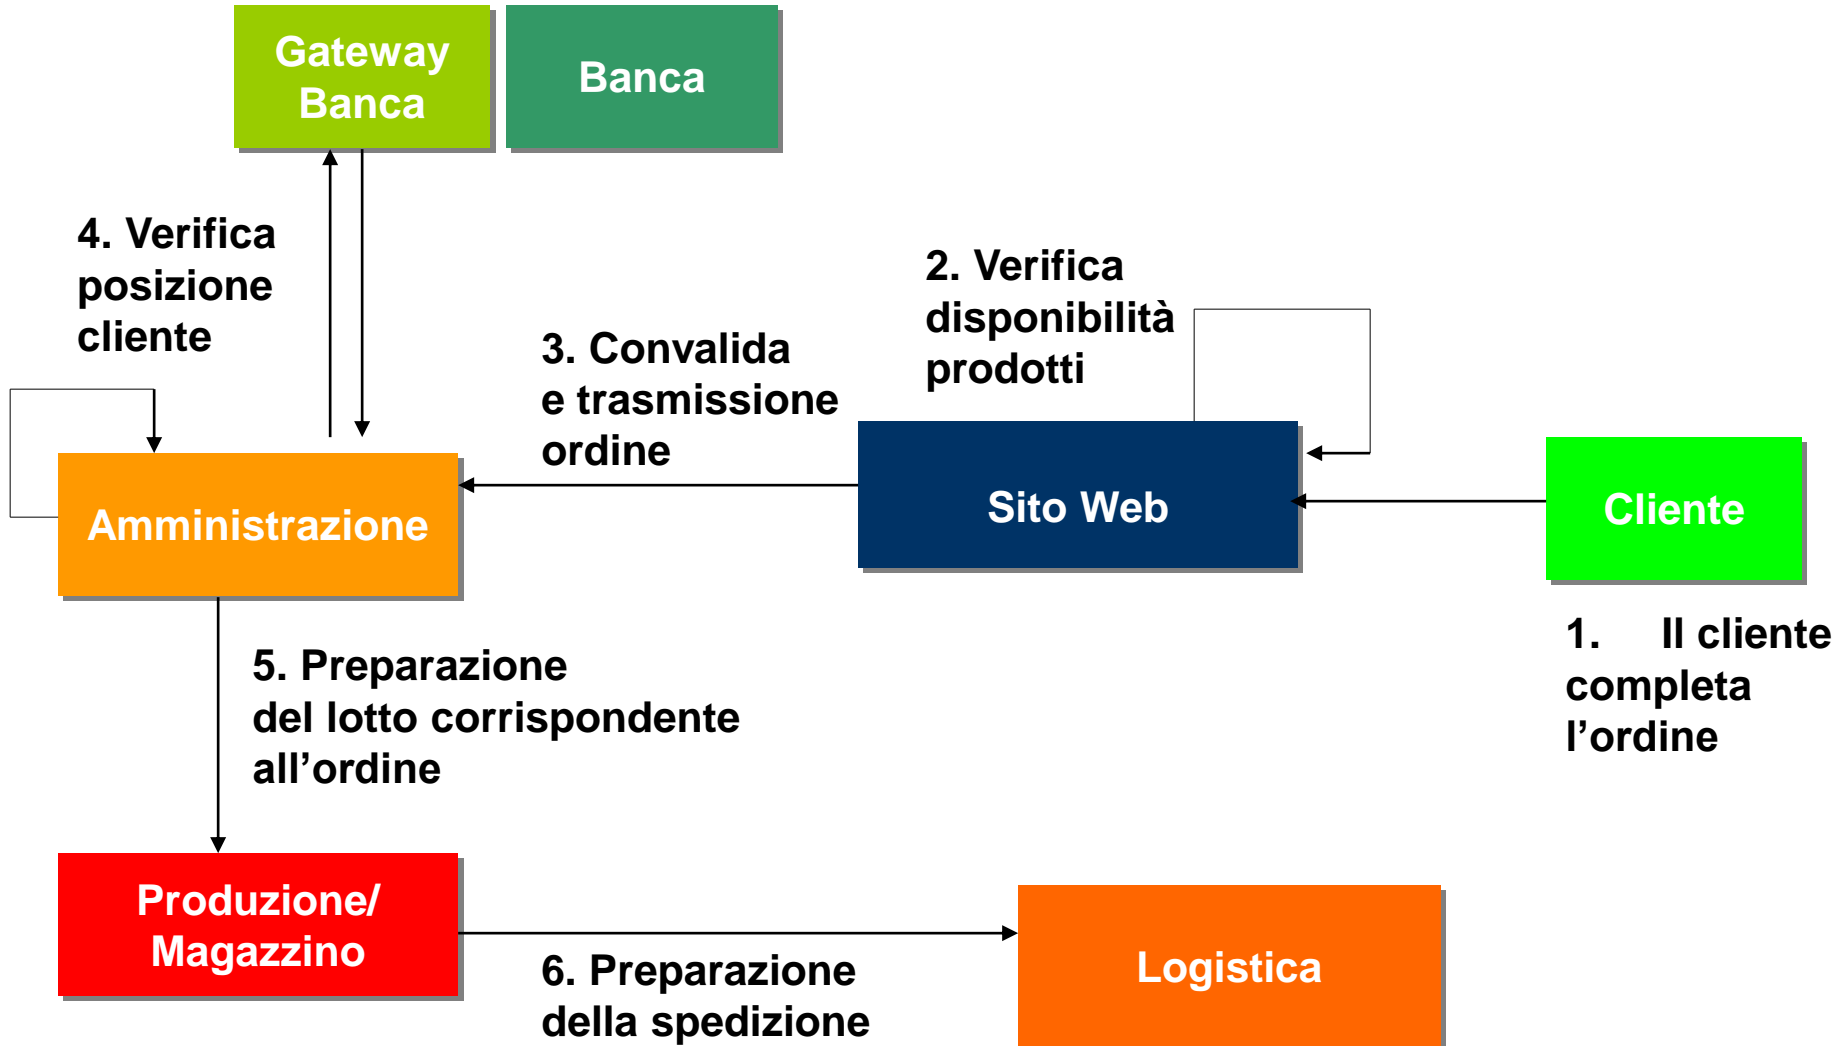 Gateway
Banca
Banca
4. Verifica
posizione
cliente
3. Convalida
e trasmissione
ordine
2. Verifica
disponibilità
prodotti
Amministrazione
Sito Web
Cliente
1. Il cliente
completa
l’ordine
5. Preparazione
del lotto corrispondente
all’ordine
Produzione/
Magazzino
6. Preparazione
della spedizione
Logistica